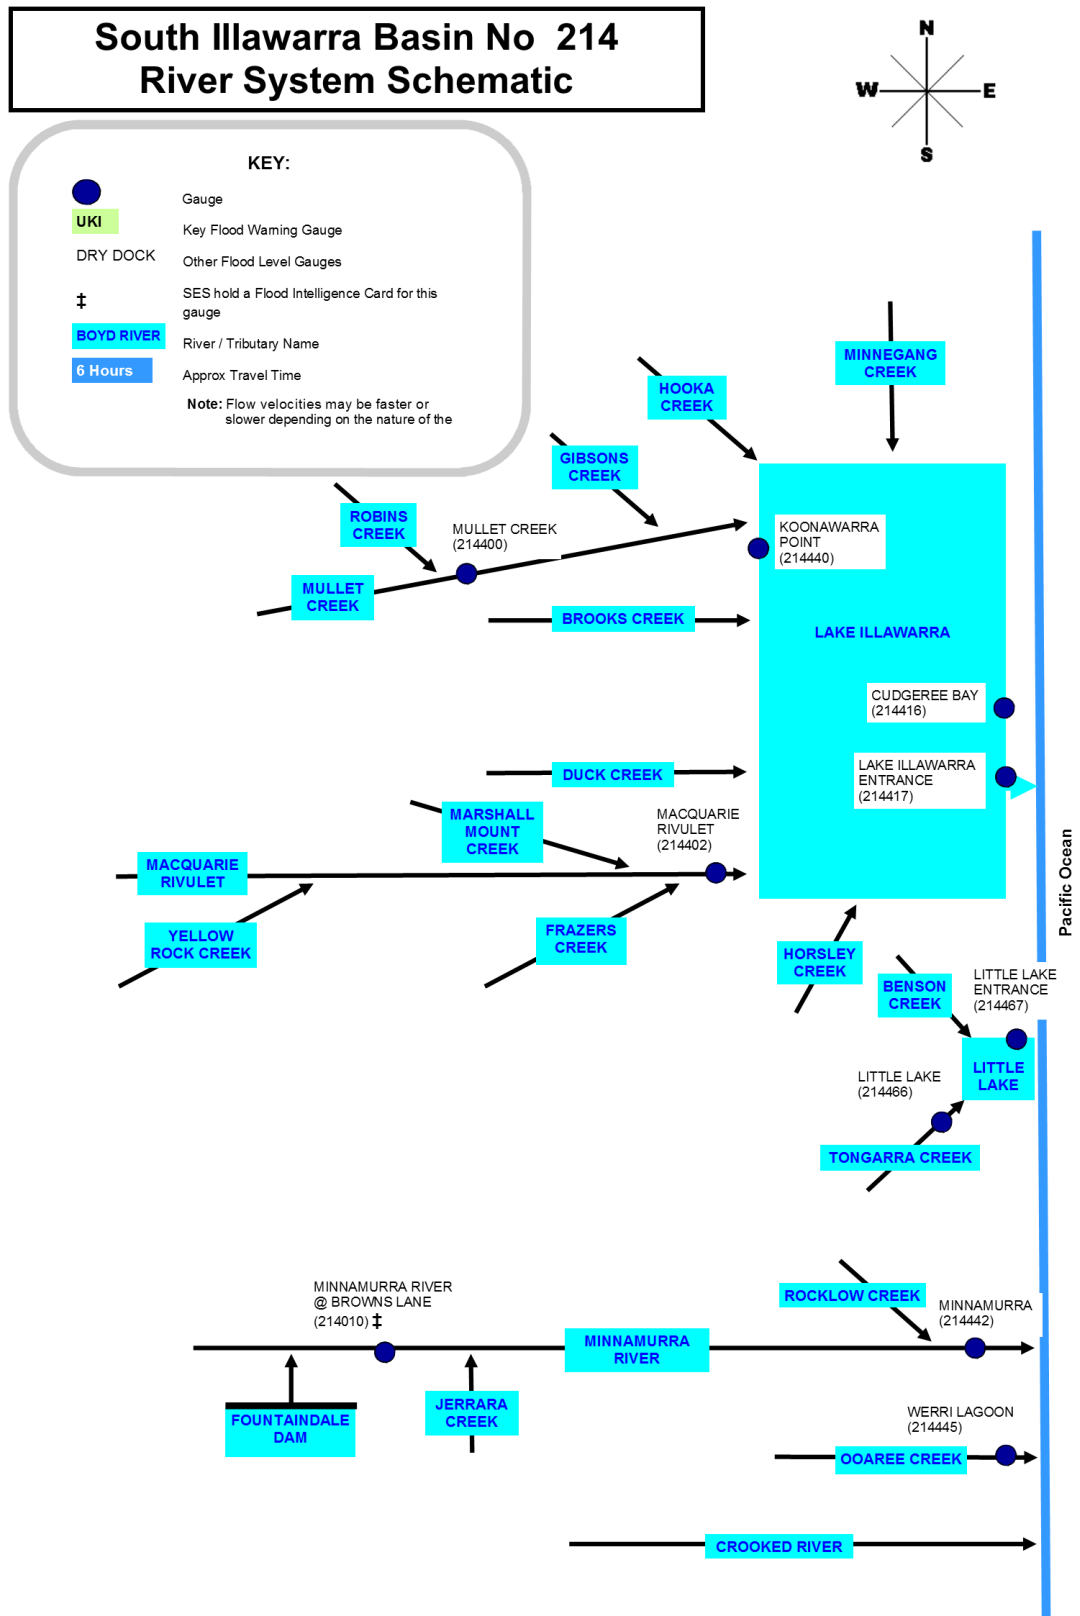 South Illawarra Basin No  214
River System Schematic
N
W
E
S
KEY:
Gauge
UKI
Key Flood Warning Gauge
DRY DOCK
Other Flood Level Gauges
‡
SES hold a Flood Intelligence Card for this
gauge
BOYD RIVER
River / Tributary Name
6 Hours
Approx Travel Time
Note: Flow velocities may be faster or
slower depending on the nature of the
MINNEGANG
CREEK
HOOKA
CREEK
GIBSONS
CREEK
ROBINS
CREEK
MULLET CREEK
(214400)
KOONAWARRA
POINT
(214440)
MULLET
CREEK
BROOKS CREEK
LAKE ILLAWARRA
CUDGEREE BAY
(214416)
DUCK CREEK
LAKE ILLAWARRA
ENTRANCE
(214417)
MARSHALL
MOUNT
CREEK
MACQUARIE
RIVULET
(214402)
MACQUARIE
RIVULET
Pacific Ocean
YELLOW
ROCK CREEK
FRAZERS
CREEK
HORSLEY
CREEK
BENSON
CREEK
LITTLE LAKE
ENTRANCE
(214467)
LITTLE
LAKE
LITTLE LAKE
(214466)
TONGARRA CREEK
MINNAMURRA RIVER
@ BROWNS LANE
(214010) ‡
ROCKLOW CREEK
MINNAMURRA
(214442)
MINNAMURRA
RIVER
FOUNTAINDALE
DAM
JERRARA
CREEK
WERRI LAGOON
(214445)
OOAREE CREEK
CROOKED RIVER